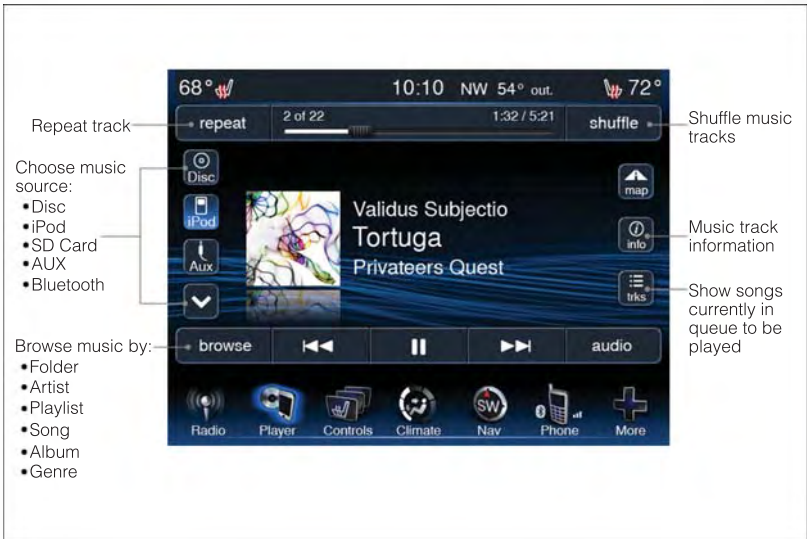 68°
10:10 NW 54° out.
72°
repeat
2 of 22
1:32 / 5:21
shuffle
Repeat track
Shuffle music
tracks
Choose music
source:
•Disc
•iPod
•SD Card
•AUX
•Bluetooth
Disc
iPod
Aux
Validus Subjectio
Tortuga
Privateers Quest
map
info
trks
Music track
information
Show songs
currently in
queue to be
played
Browse music by:
•Folder
•Artist
•Playlist
•Song
•Album
•Genre
browse
audio
Radio
Player
Controls
Climate
SW
Nav
Phone
More